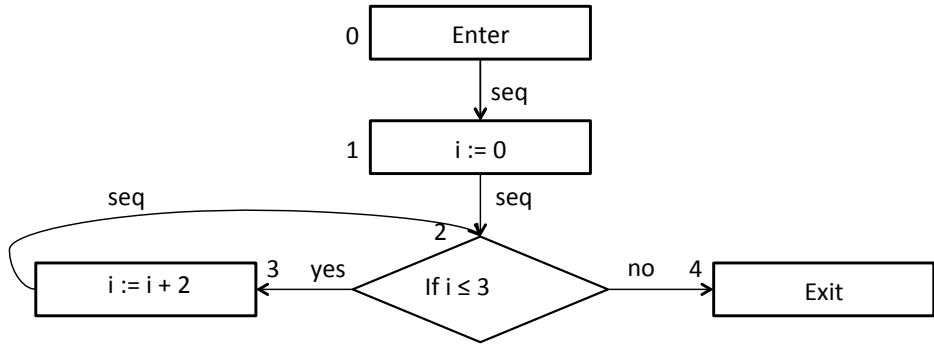 0 Enter
seq
1 i := 0
seq
seq
2
i := i + 2 3 yes If i ≤ 3 no 4 Exit